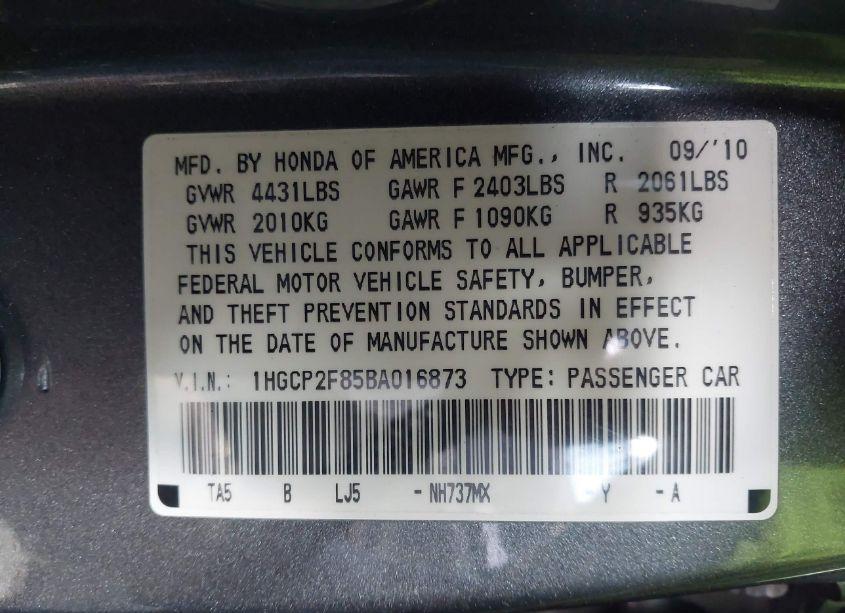 MFD. BY HONDA OF AMERICA MFG., INC. 09/'10
GVWR 4431LBS GAWR F 2403LBS R 2061LBS
GVWR 2010KG GAWR F 1090KG R 935KG
THIS VEHICLE CONFORMS TO ALL APPLICABLE
FEDERAL MOTOR VEHICLE SAFETY, BUMPER,
AND THEFT PREVENTION STANDARDS IN EFFECT
ON THE DATE OF MANUFACTURE SHOWN ABOVE.
V.I.N.: 1HGCP2F85BA016873 TYPE: PASSENGER CAR
TA5 B LJ5 -NH737MX -Y -A